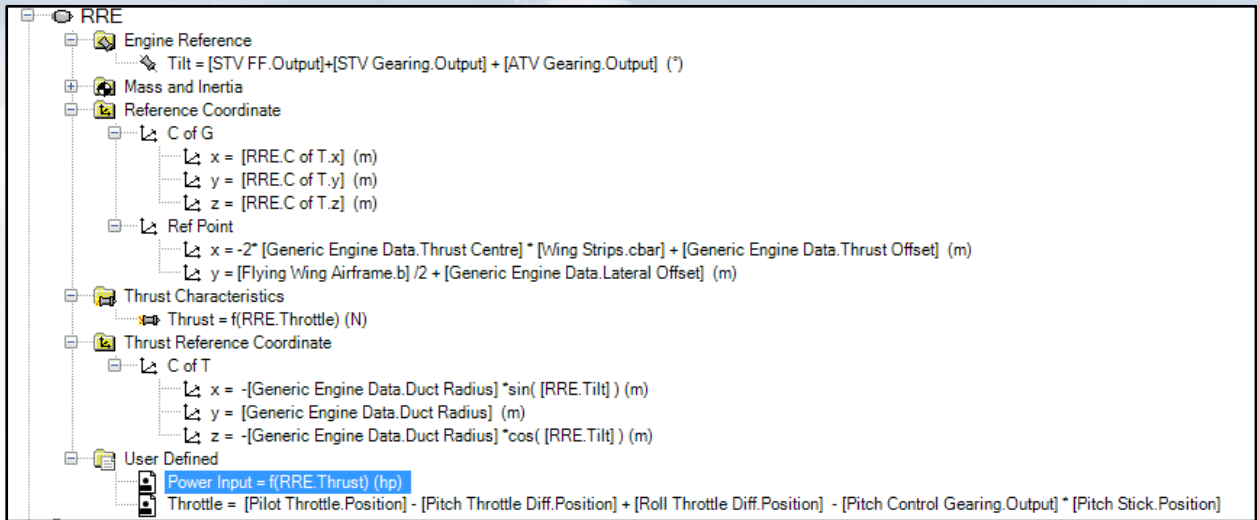 RRE
Engine Reference
Tilt = [STV FF.Output]+[STV Gearing.Output] + [ATV Gearing.Output] (°)
Mass and Inertia
Reference Coordinate
C of G
x = [RRE.C of T.x] (m)
y = [RRE.C of T.y] (m)
z = [RRE.C of T.z] (m)
Ref Point
x = -2* [Generic Engine Data.Thrust Centre] * [Wing Strips.cbar] + [Generic Engine Data.Thrust Offset] (m)
y = [Flying Wing Airframe.b] /2 + [Generic Engine Data.Lateral Offset] (m)
Thrust Characteristics
Thrust = f(RRE.Throttle) (N)
Thrust Reference Coordinate
C of T
x = -[Generic Engine Data.Duct Radius] *sin( [RRE.Tilt] ) (m)
y = [Generic Engine Data.Duct Radius] (m)
z = -[Generic Engine Data.Duct Radius] *cos( [RRE.Tilt] ) (m)
User Defined
Power Input = f(RRE.Thrust) (hp)
Throttle = [Pilot Throttle.Position] - [Pitch Throttle Diff.Position] + [Roll Throttle Diff.Position] - [Pitch Control Gearing.Output] * [Pitch Stick.Position]